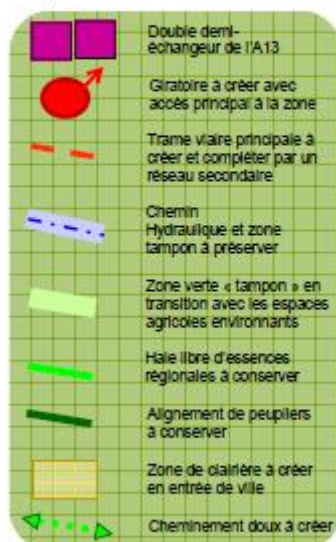 Double demi-
échangeur de l'A13
Giratoire à créer avec
accès principal à la zone
Trame viaire principale à
créer et compléter par un
réseau secondaire
Chemin
Hydraulique et zone
tampon à préserver
Zone verte « tampon » en
transition avec les espaces
agricoles environnants
Haie libre d'essences
régionales à conserver
Alignement de peupliers
à conserver
Zone de clairière à créer
en entrée de ville
Cheminement doux à créer